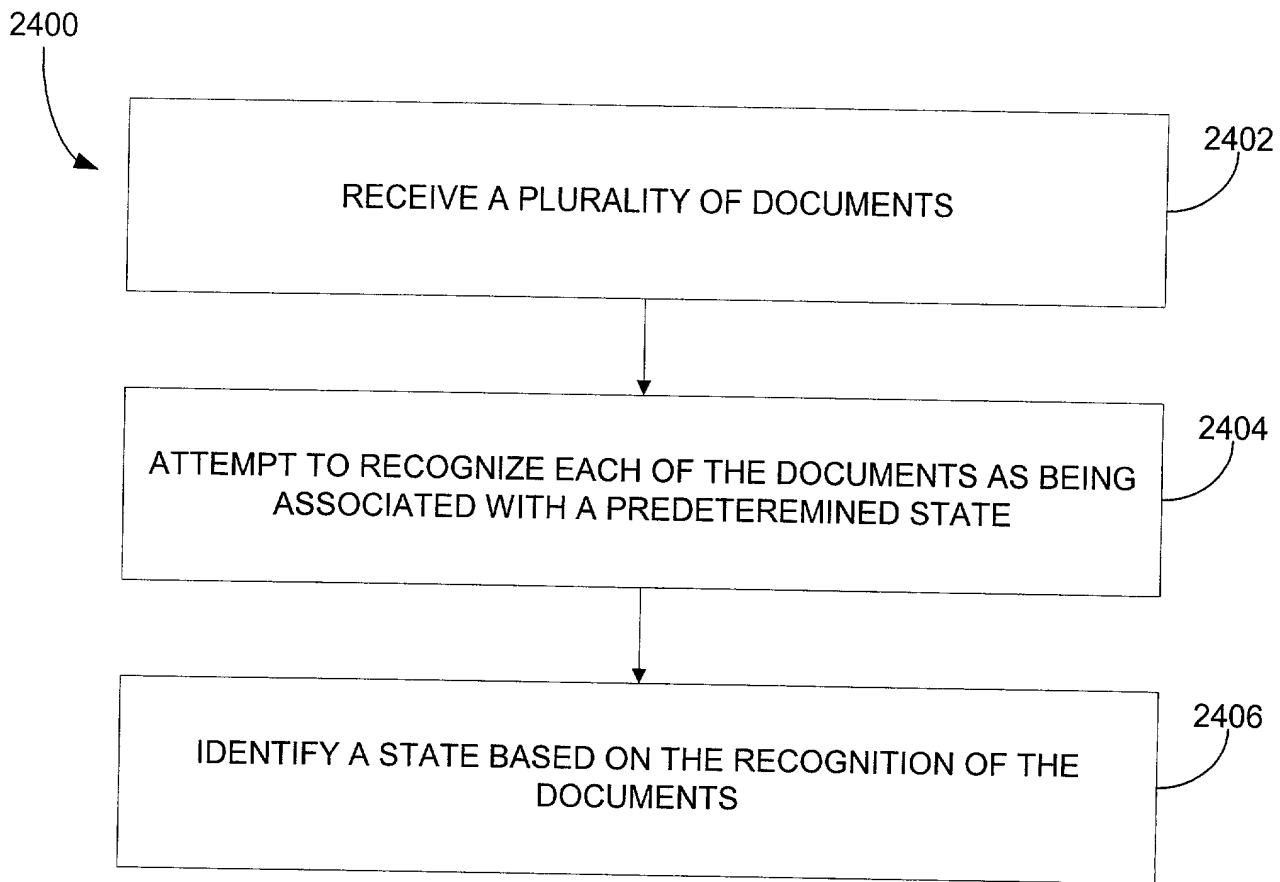 2400
2402
RECEIVE A PLURALITY OF DOCUMENTS
2404
ATTEMPT TO RECOGNIZE EACH OF THE DOCUMENTS AS BEING
ASSOCIATED WITH A PREDETEREMINED STATE
2406
IDENTIFY A STATE BASED ON THE RECOGNITION OF THE
DOCUMENTS